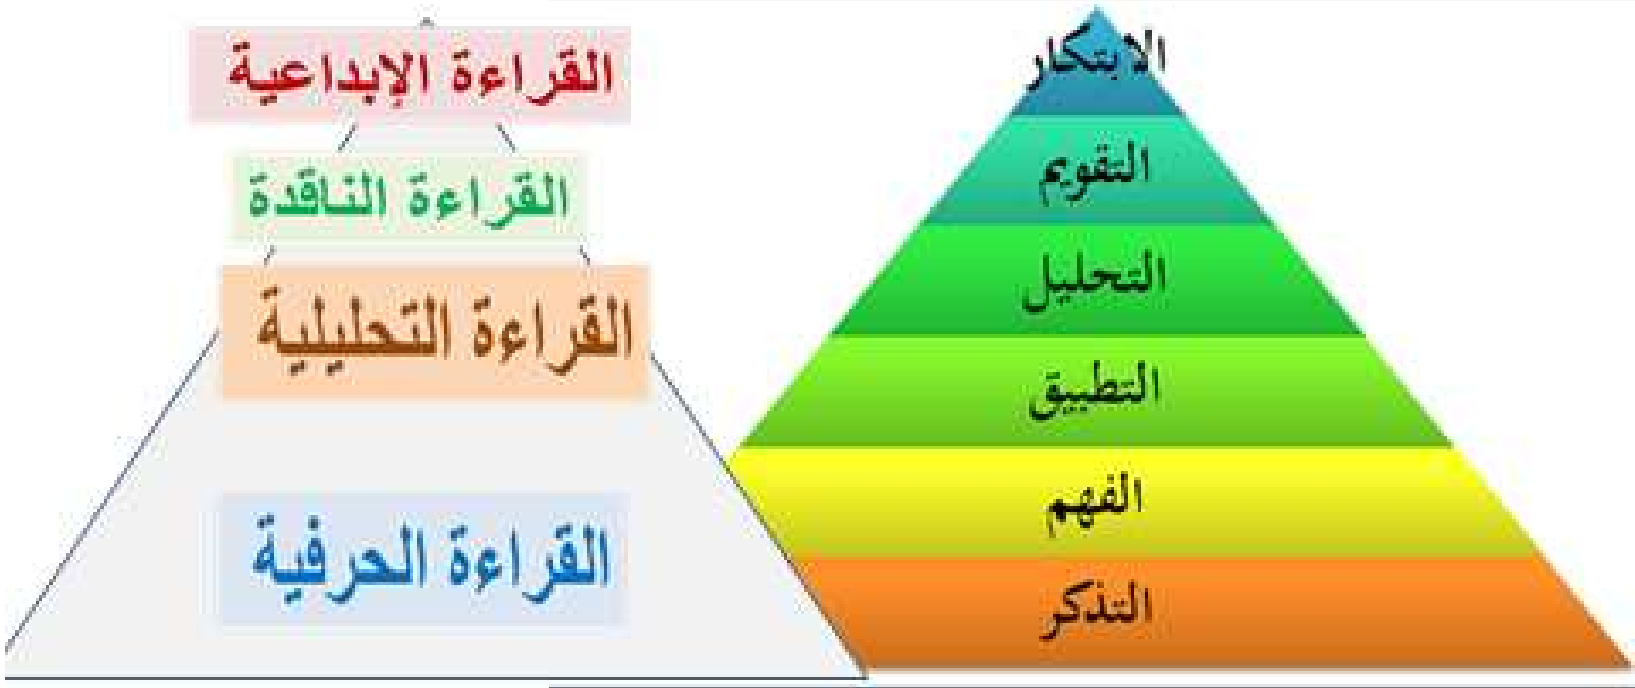 الابتكار
التقويم
التحليل
التطبيق
الفهم
التذكر
القراءة الإبداعية
القراءة الناقدة
القراءة التحليلية
القراءة الحرفية